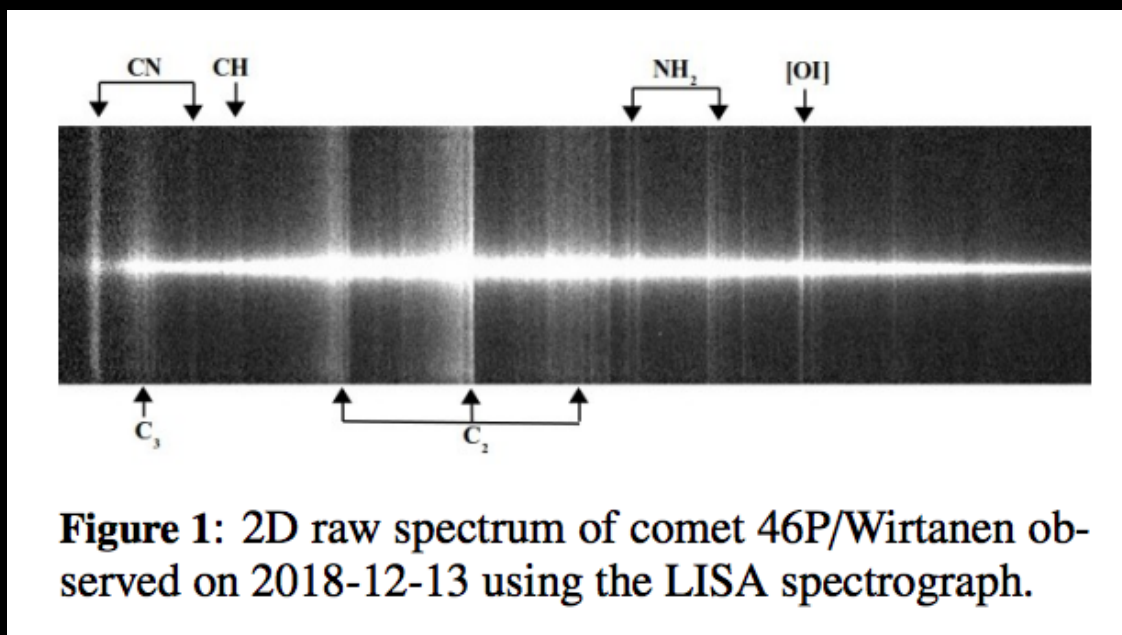 CN CH NH₂ [OI]
C₃ C₂
Figure 1: 2D raw spectrum of comet 46P/Wirtanen ob-
served on 2018-12-13 using the LISA spectrograph.